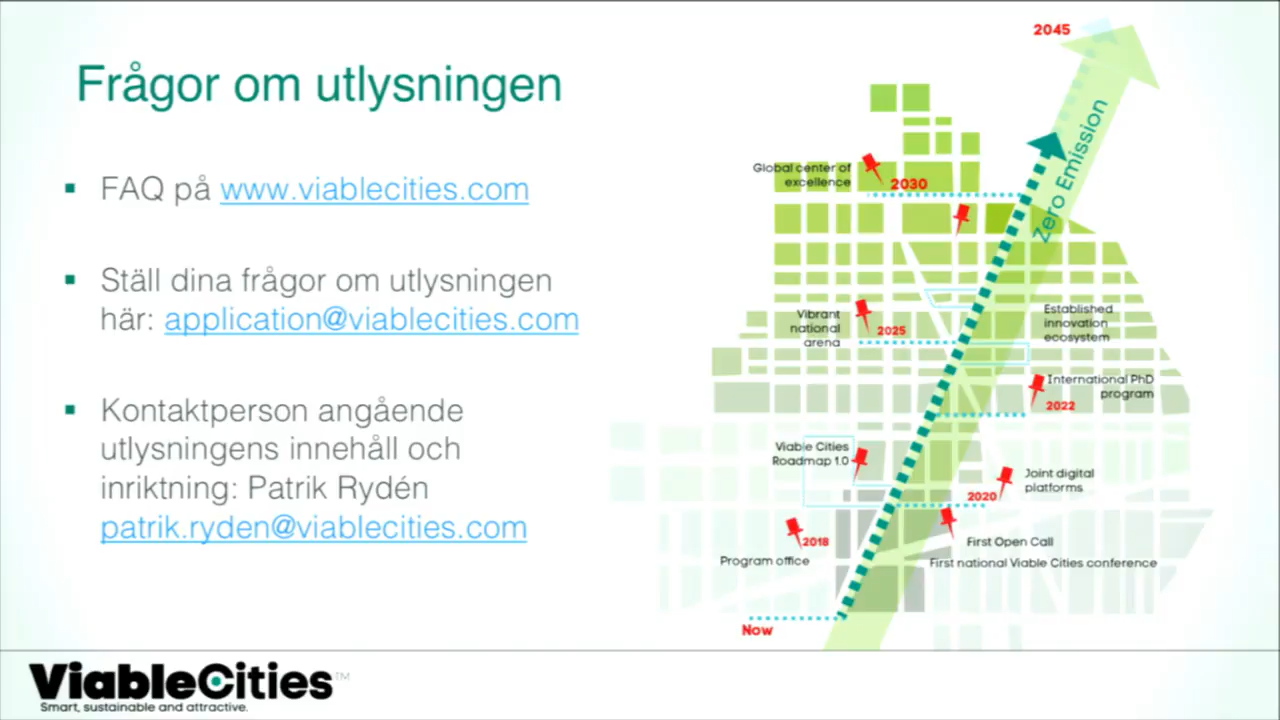 Frågor om utlysningen
FAQ på www.viablecities.com
Ställ dina frågor om utlysningen
här: application@viablecities.com
Kontaktperson angående
utlysningens innehåll och
inriktning: Patrik Rydén
patrik.ryden@viablecities.com
2045
Zero Emission
Global center of
excellence
2030
Vibrant
national
arena
2025
Established
innovation
ecosystem
International PhD
program
2022
Viable Cities
Roadmap 1.0
Joint digital
platforms
2020
2018
Program office
First Open Call
First national Viable Cities conference
Now
ViableCities™
Smart, sustainable and attractive.